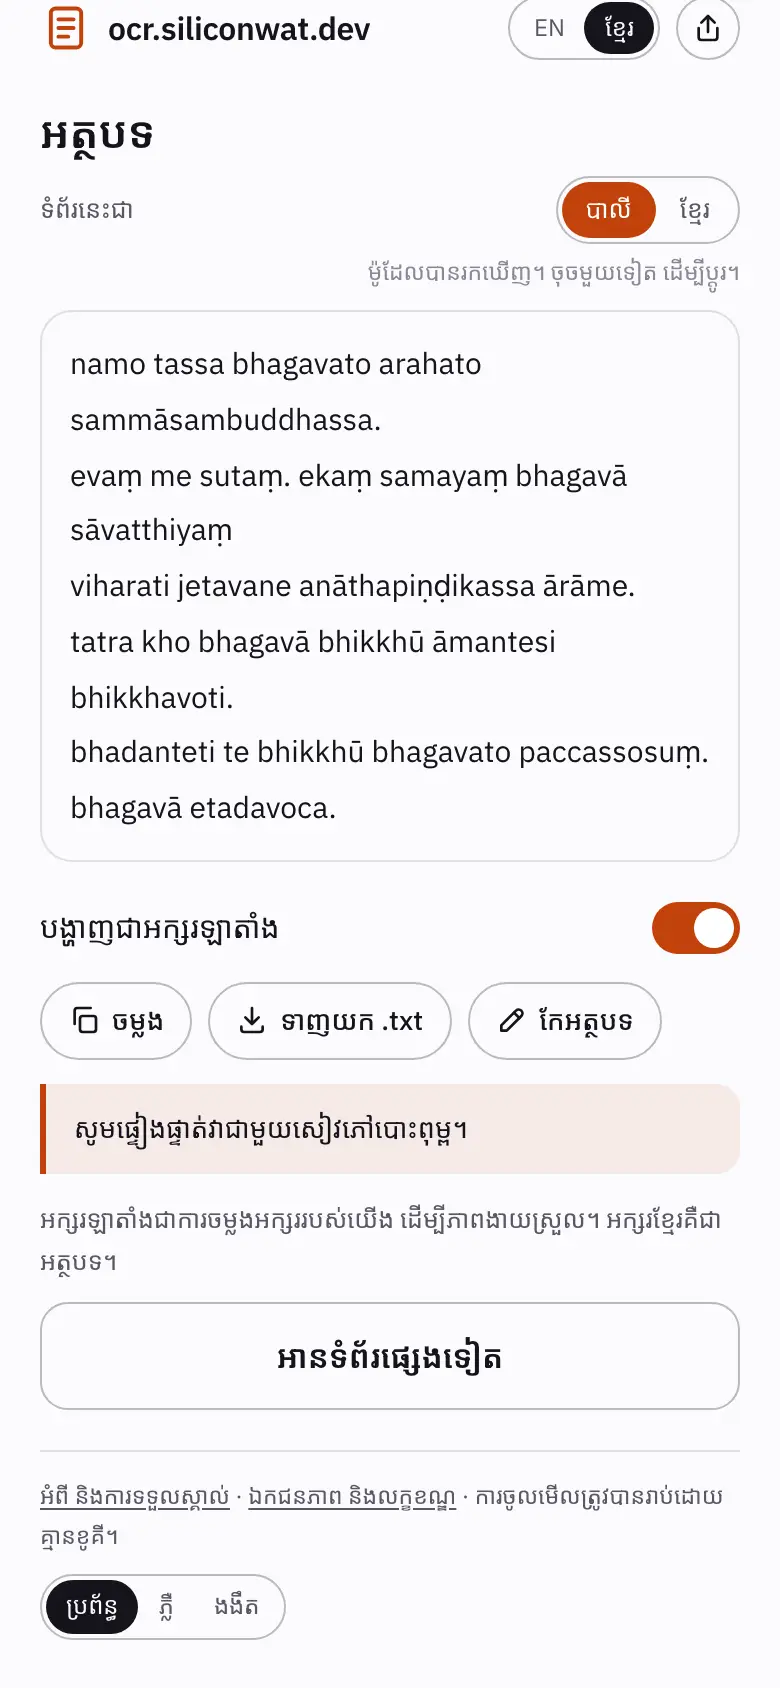 ocr.siliconwat.dev
EN ខ្មែរ
អត្ថបទ
ទំព័រនេះជា
បាលី ខ្មែរ
ម៉ូដែលបានរកឃើញ។ ចុចមួយទៀត ដើម្បីប្ដូរ។
namo tassa bhagavato arahato
sammāsambuddhassa.
evaṃ me sutaṃ. ekaṃ samayaṃ bhagavā
sāvatthiyaṃ
viharati jetavane anāthapiṇḍikassa ārāme.
tatra kho bhagavā bhikkhū āmantesi
bhikkhavoti.
bhadanteti te bhikkhū bhagavato paccassosuṃ.
bhagavā etadavoca.
បង្ហាញជាអក្សរឡាតាំង
ចម្លង ទាញយក .txt កែអត្ថបទ
សូមផ្ទៀងផ្ទាត់វាជាមួយសៀវភៅបោះពុម្ព។
អក្សរឡាតាំងជាការចម្លងអក្សររបស់យើង ដើម្បីភាពងាយស្រួល។ អក្សរខ្មែរគឺជា
អត្ថបទ។
អានទំព័រផ្សេងទៀត
អំពី និងការទទួលស្គាល់ · ឯកជនភាព និងលក្ខខណ្ឌ · ការចូលមើលត្រូវបានរាប់ដោយ
គ្មានខូគី។
ប្រព័ន្ធ ភ្លឺ ងងឹត